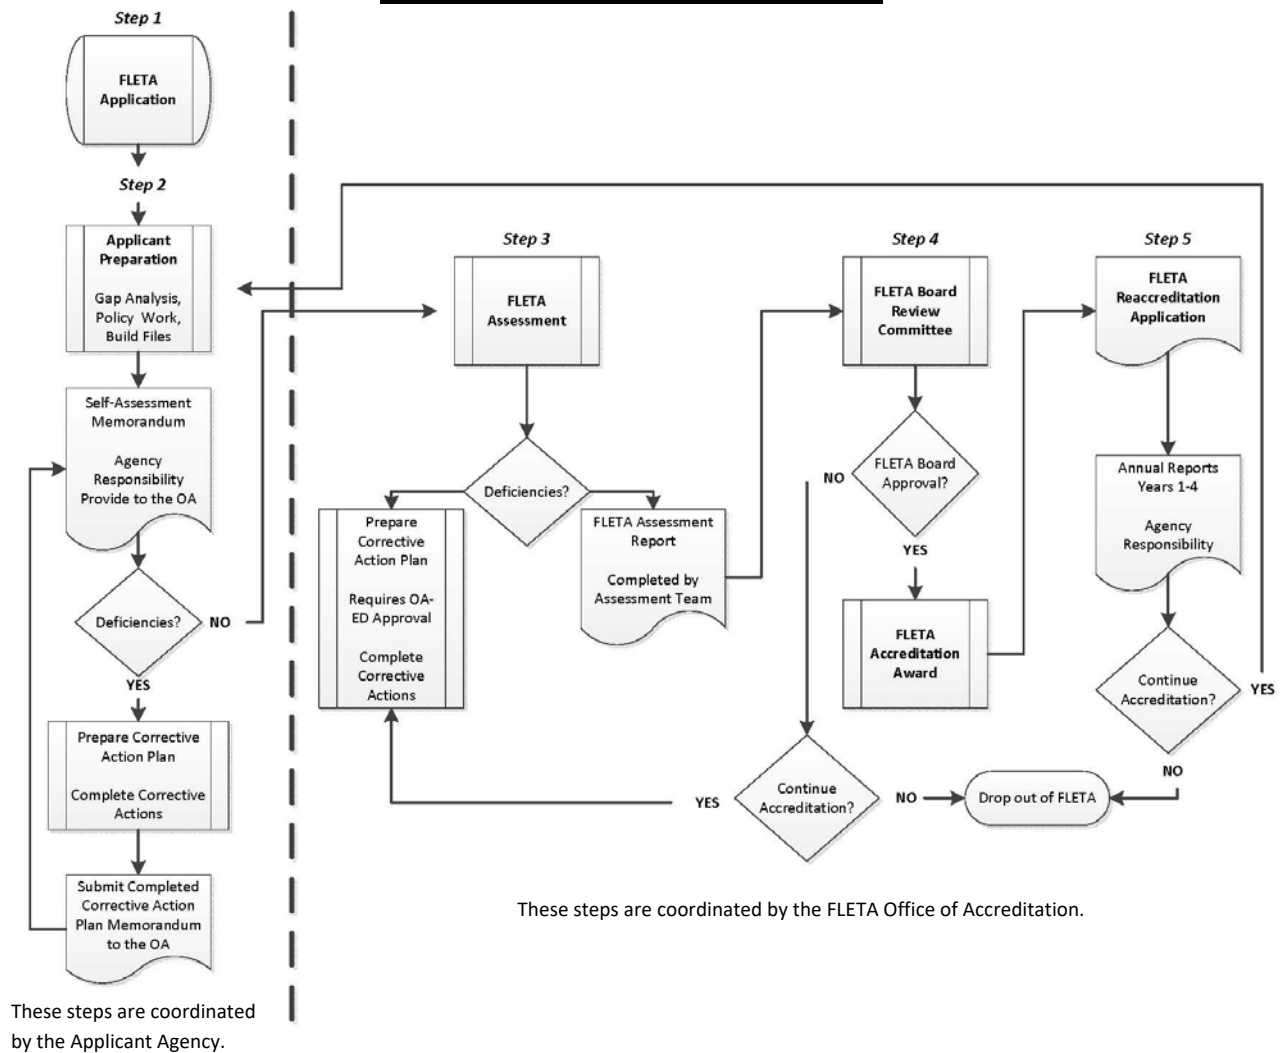 Step 1
FLETA
Application
Step 2
Applicant
Preparation
Gap Analysis,
Policy Work,
Build Files
Self-Assessment
Memorandum
Agency
Responsibility
Provide to the OA
Deficiencies?
NO
YES
Prepare Corrective
Action Plan
Complete Corrective
Actions
Submit Completed
Corrective Action
Plan Memorandum
to the OA
These steps are coordinated
by the Applicant Agency.
Step 3
FLETA
Assessment
Deficiencies?
Prepare
Corrective
Action Plan
Requires OA-
ED Approval
Complete
Corrective
Actions
FLETA Assessment
Report
Completed by
Assessment Team
Step 4
FLETA Board
Review
Committee
FLETA Board
Approval?
NO
YES
FLETA
Accreditation
Award
Continue
Accreditation?
YES
NO
Drop out of FLETA
Step 5
FLETA
Reaccreditation
Application
Annual Reports
Years 1-4
Agency
Responsibility
Continue
Accreditation?
YES
NO
These steps are coordinated by the FLETA Office of Accreditation.